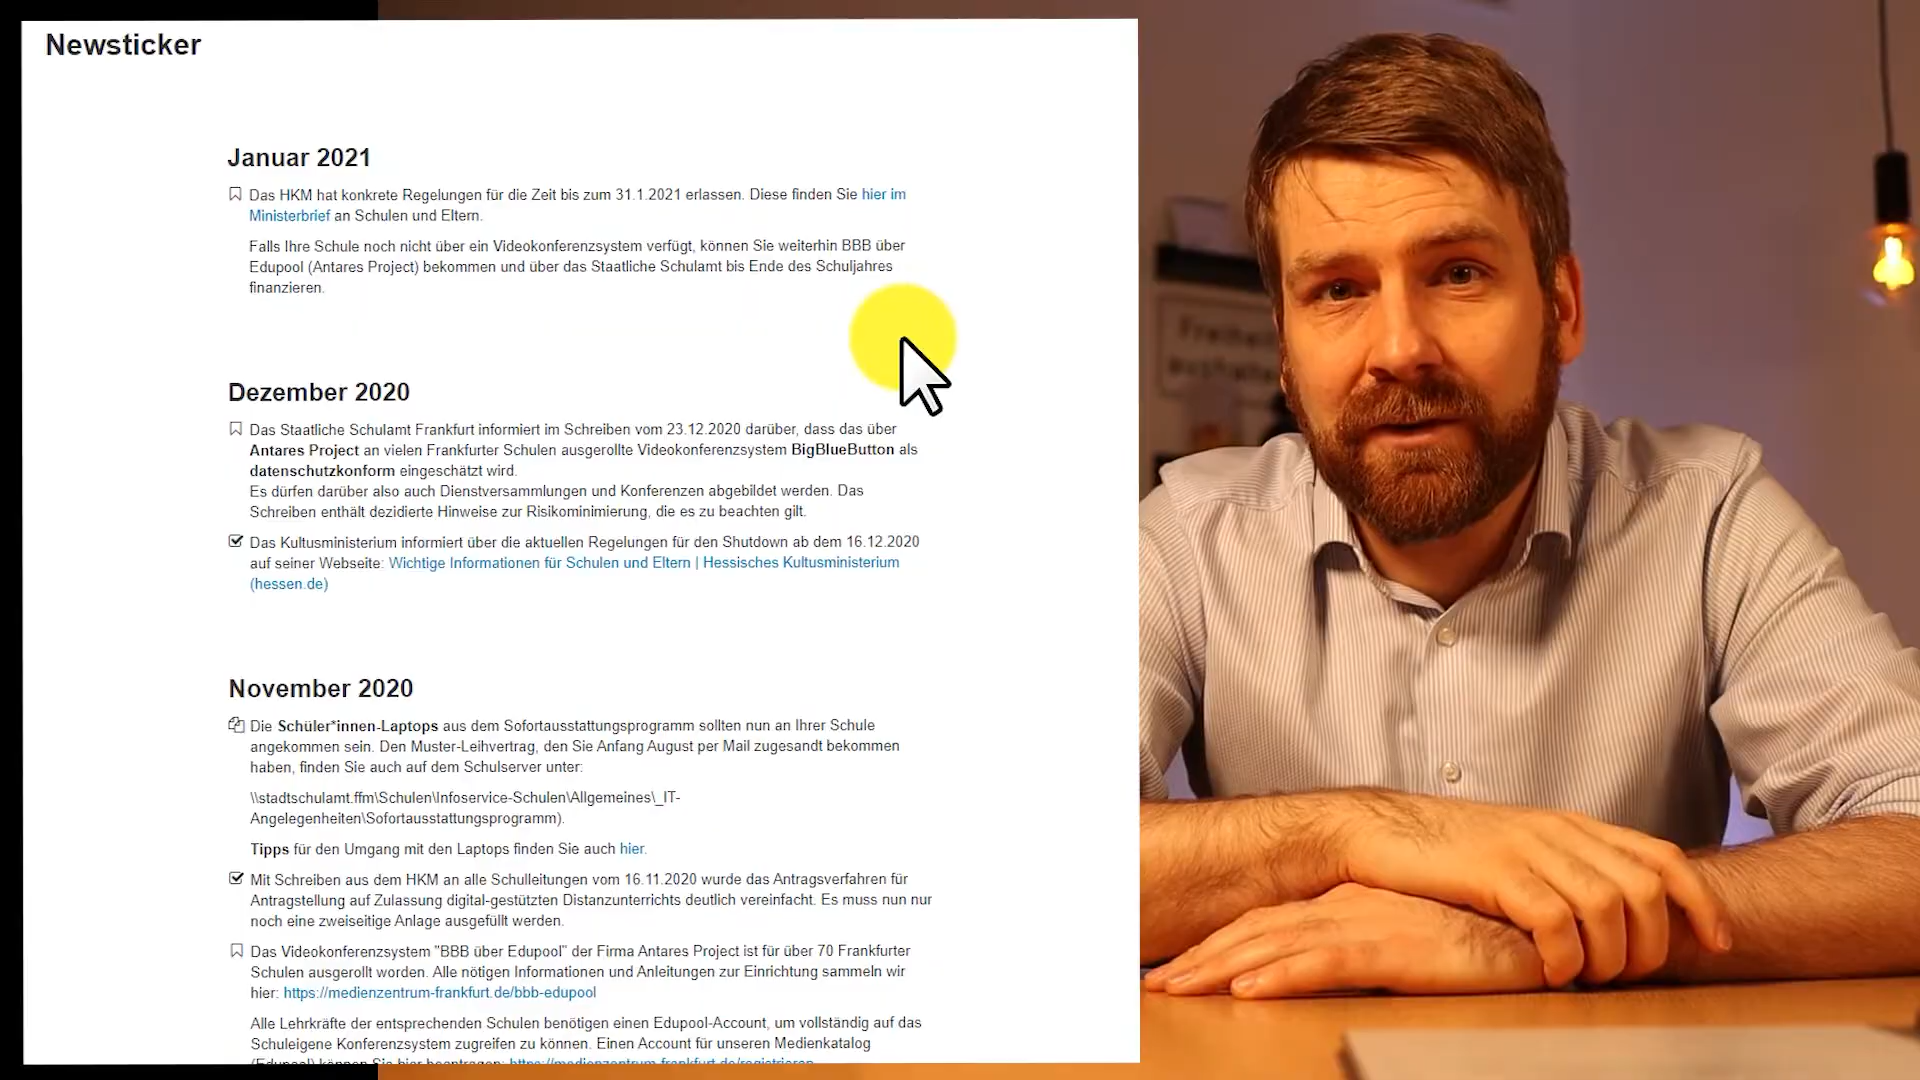 Newsticker
Januar 2021
Das HKM hat konkrete Regelungen für die Zeit bis zum 31.1.2021 erlassen. Diese finden Sie hier im
Ministerbrief an Schulen und Eltern.
Falls Ihre Schule noch nicht über ein Videokonferenzsystem verfügt, können Sie weiterhin BBB über
Edupool (Antares Project) bekommen und über das Staatliche Schulamt bis Ende des Schuljahres
finanzieren.
Dezember 2020
Das Staatliche Schulamt Frankfurt informiert im Schreiben vom 23.12.2020 darüber, dass das über
Antares Project an vielen Frankfurter Schulen ausgerollte Videokonferenzsystem BigBlueButton als
datenschutzkonform eingeschätzt wird.
Es dürfen darüber also auch Dienstversammlungen und Konferenzen abgebildet werden. Das
Schreiben enthält dezidierte Hinweise zur Risikominimierung, die es zu beachten gilt.
Das Kultusministerium informiert über die aktuellen Regelungen für den Shutdown ab dem 16.12.2020
auf seiner Webseite: Wichtige Informationen für Schulen und Eltern | Hessisches Kultusministerium
(hessen.de)
November 2020
Die Schüler*innen-Laptops aus dem Sofortausstattungsprogramm sollten nun an Ihrer Schule
angekommen sein. Den Muster-Leihvertrag, den Sie Anfang August per Mail zugesandt bekommen
haben, finden Sie auch auf dem Schulserver unter:
\\stadtschulamt.ffm\Schulen\Infoservice-Schulen\Allgemeines\_IT-
Angelegenheiten\Sofortausstattungsprogramm).
Tipps für den Umgang mit den Laptops finden Sie auch hier.
Mit Schreiben aus dem HKM an alle Schulleitungen vom 16.11.2020 wurde das Antragsverfahren für
Antragstellung auf Zulassung digital-gestützten Distanzunterrichts deutlich vereinfacht. Es muss nun nur
noch eine zweiseitige Anlage ausgefüllt werden.
Das Videokonferenzsystem "BBB über Edupool" der Firma Antares Project ist für über 70 Frankfurter
Schulen ausgerollt worden. Alle nötigen Informationen und Anleitungen zur Einrichtung sammeln wir
hier: https://medienzentrum-frankfurt.de/bbb-edupool
Alle Lehrkräfte der entsprechenden Schulen benötigen einen Edupool-Account, um vollständig auf das
Schuleigene Konferenzsystem zugreifen zu können. Einen Account für unseren Medienkatalog
(Edupool) können Sie hier beantragen: https://medienzentrum-frankfurt.de/registrieren